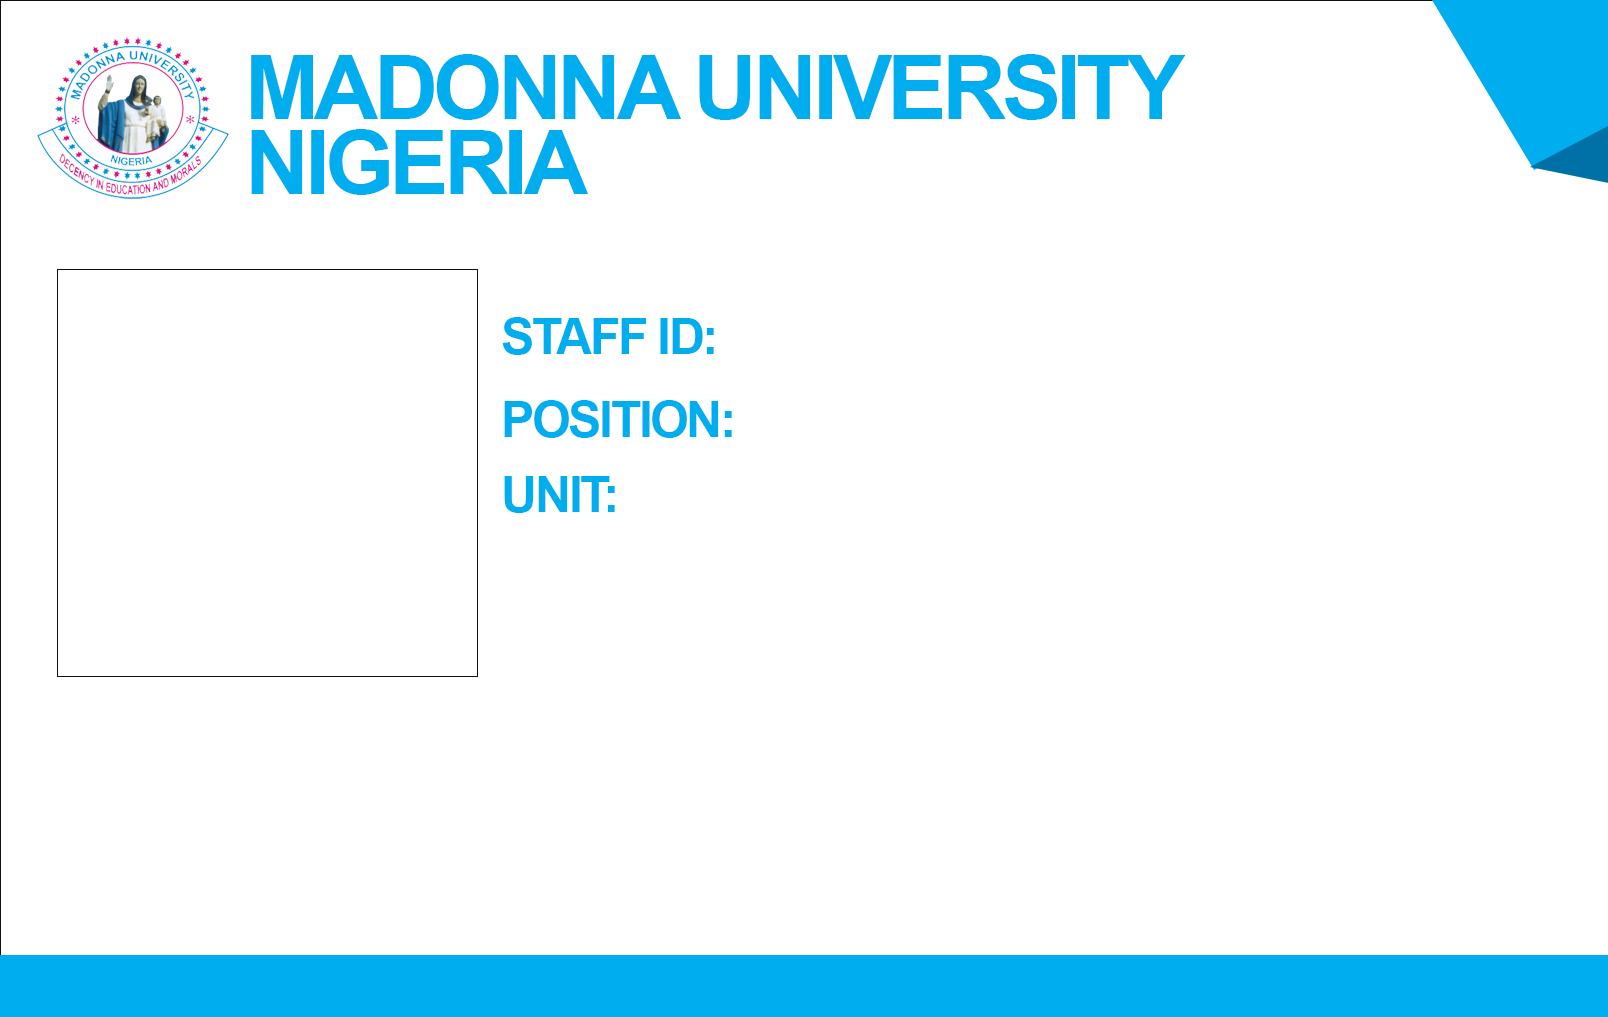 MADONNA UNIVERSITY
NIGERIA
DECENCY IN EDUCATION AND MORALS
MADONNA UNIVERSITY
NIGERIA
STAFF ID:
POSITION:
UNIT: